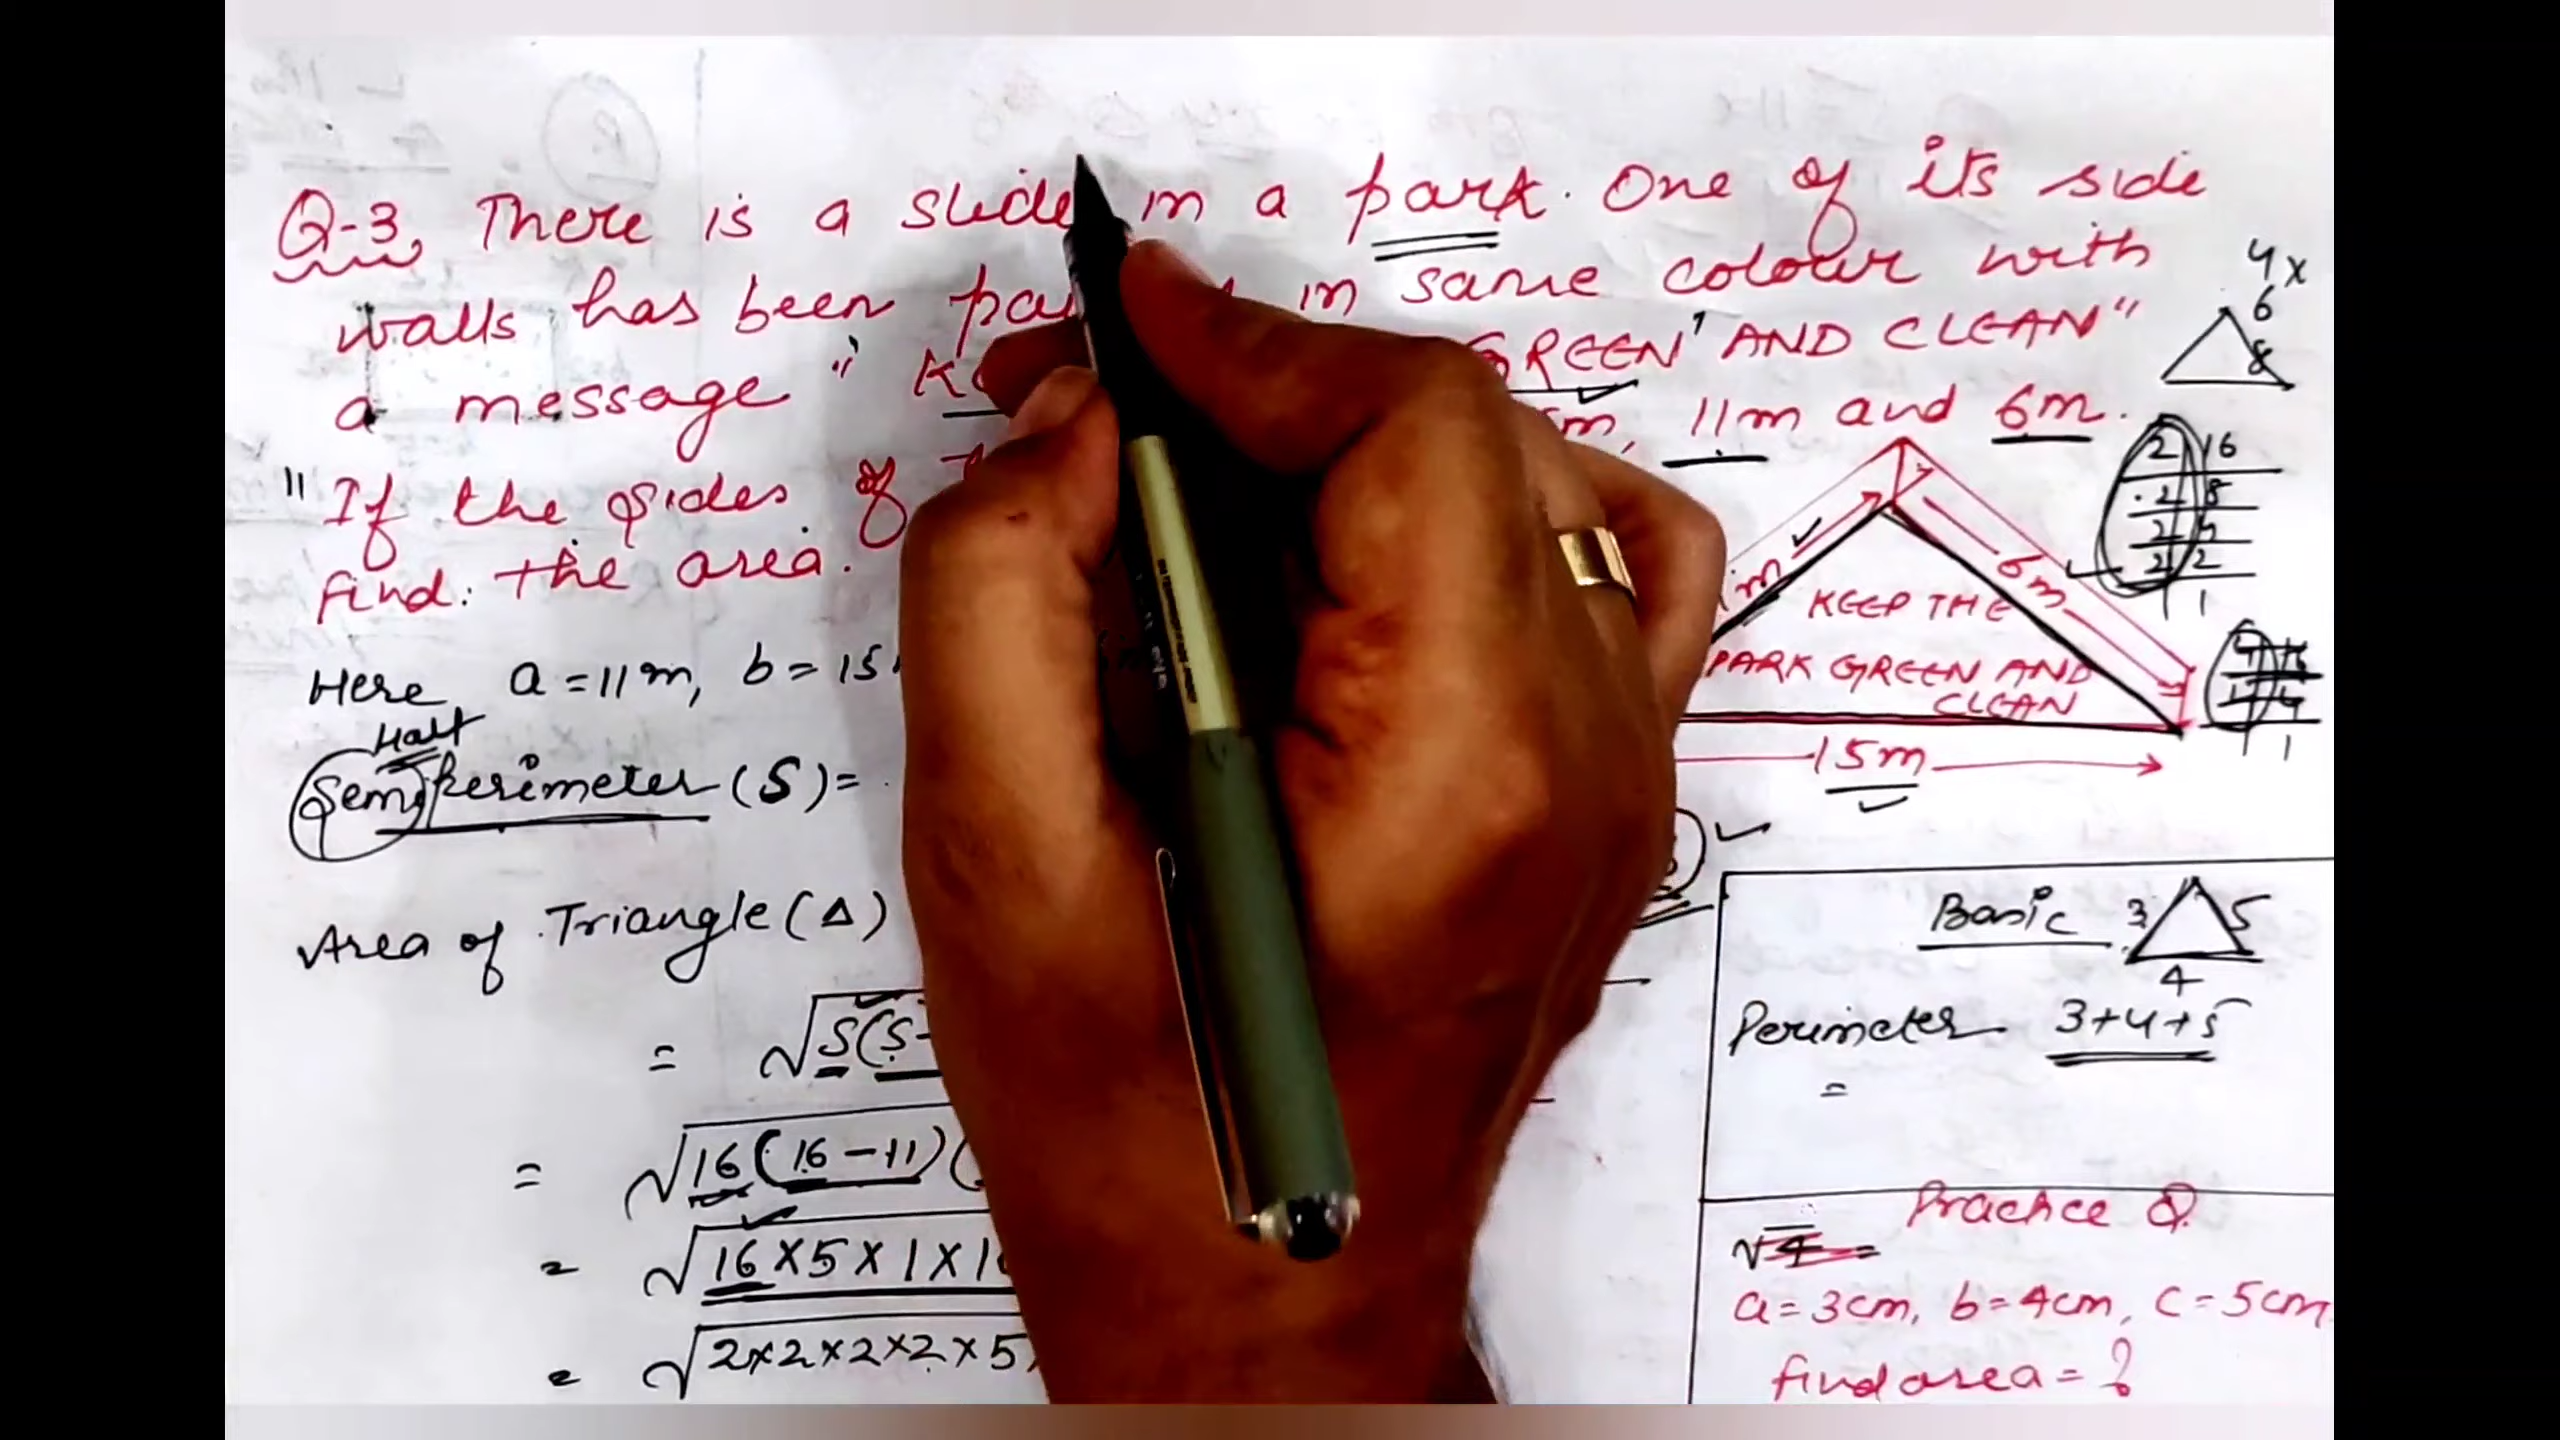 Q-3, There is a slide in a park. One of its side
walls has been in same colour with
a message " GREEN AND CLEAN"
"If the sides of 11m and 6m.
find the area.
4x
6
8
2 16
2 8
2 4
2 2
1
6m
KEEP THE
PARK GREEN AND
CLEAN
15m
Here a = 11m, b = 15
Half
Semi perimeter (S) =
Area of Triangle (Δ)
= √S(S-
= √16(16-11)(
= √16×5×1×1
= √2×2×2×2×5
Basic 3 5
4
Perimeter 3+4+5
=
Practice Q
√4 =
a=3cm, b=4cm, c=5cm
find area = ?